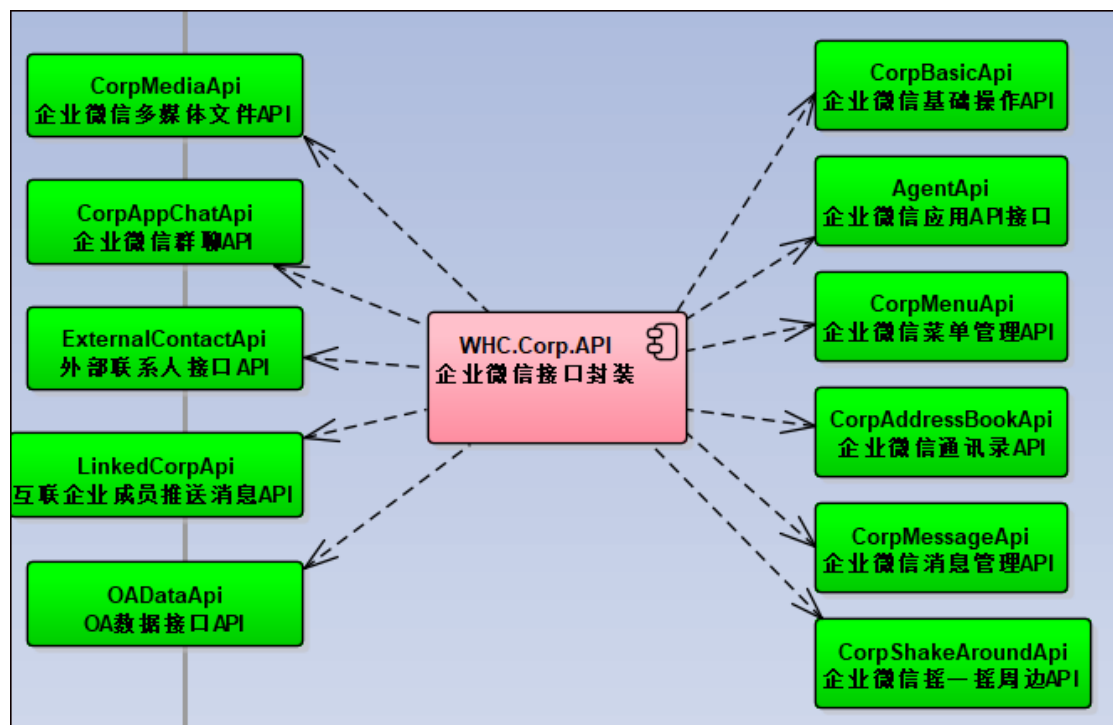 CorpMediaApi
企业微信多媒体文件API
CorpAppChatApi
企业微信群聊API
ExternalContactApi
外部联系人接口API
LinkedCorpApi
互联企业成员推送消息API
OADataApi
OA数据接口API
WHC.Corp.API
企业微信接口封装
CorpBasicApi
企业微信基础操作API
AgentApi
企业微信应用API接口
CorpMenuApi
企业微信菜单管理API
CorpAddressBookApi
企业微信通讯录API
CorpMessageApi
企业微信消息管理API
CorpShakeAroundApi
企业微信摇一摇周边API